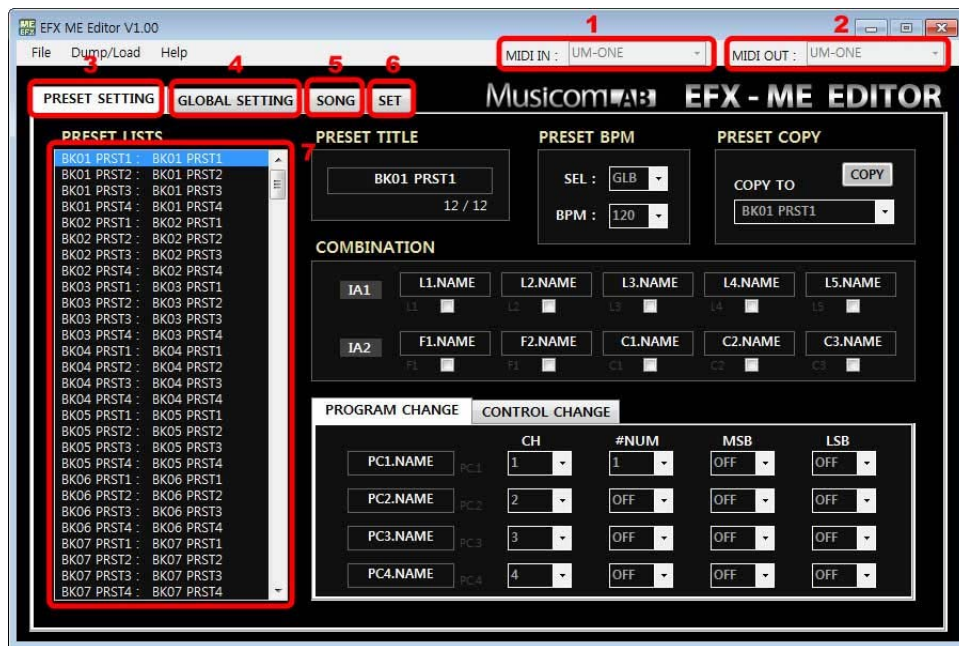 EFX ME Editor V1.00
1
2
File Dump/Load Help
MIDI IN : UM-ONE
MIDI OUT : UM-ONE
3
4
5
6
PRESET SETTING
GLOBAL SETTING
SONG
SET
MusicomLAB EFX - ME EDITOR
PRESET LISTS
7
BK01 PRST1 : BK01 PRST1
BK01 PRST2 : BK01 PRST2
BK01 PRST3 : BK01 PRST3
BK01 PRST4 : BK01 PRST4
BK02 PRST1 : BK02 PRST1
BK02 PRST2 : BK02 PRST2
BK02 PRST3 : BK02 PRST3
BK02 PRST4 : BK02 PRST4
BK03 PRST1 : BK03 PRST1
BK03 PRST2 : BK03 PRST2
BK03 PRST3 : BK03 PRST3
BK03 PRST4 : BK03 PRST4
BK04 PRST1 : BK04 PRST1
BK04 PRST2 : BK04 PRST2
BK04 PRST3 : BK04 PRST3
BK04 PRST4 : BK04 PRST4
BK05 PRST1 : BK05 PRST1
BK05 PRST2 : BK05 PRST2
BK05 PRST3 : BK05 PRST3
BK05 PRST4 : BK05 PRST4
BK06 PRST1 : BK06 PRST1
BK06 PRST2 : BK06 PRST2
BK06 PRST3 : BK06 PRST3
BK06 PRST4 : BK06 PRST4
BK07 PRST1 : BK07 PRST1
BK07 PRST2 : BK07 PRST2
BK07 PRST3 : BK07 PRST3
BK07 PRST4 : BK07 PRST4
PRESET TITLE
BK01 PRST1
12 / 12
PRESET BPM
SEL : GLB
BPM : 120
PRESET COPY
COPY TO COPY
BK01 PRST1
COMBINATION
IA1 L1.NAME L2.NAME L3.NAME L4.NAME L5.NAME
L1 L2 L3 L4 L5
IA2 F1.NAME F2.NAME C1.NAME C2.NAME C3.NAME
F1 F1 C1 C2 C3
PROGRAM CHANGE CONTROL CHANGE
CH #NUM MSB LSB
PC1.NAME PC.1 1 1 OFF OFF
PC2.NAME PC.2 2 OFF OFF OFF
PC3.NAME PC.3 3 OFF OFF OFF
PC4.NAME PC.4 4 OFF OFF OFF